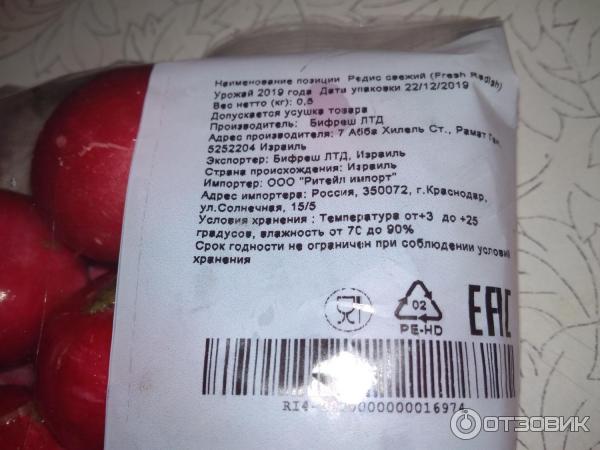 Наименование позиции Редис свежий (Fresh Radish)
Урожай 2019 года Дата упаковки 22/12/2019
Вес нетто (кг): 0,5
Допускается усушка товара
Производитель: Бифреш ЛТД
Адрес производителя: 7 Абба Хилель Ст., Рамат Ган,
5252204 Израиль
Экспортер: Бифреш ЛТД, Израиль
Страна происхождения: Израиль
Импортер: ООО "Ритейл импорт"
Адрес импортера: Россия, 350072, г.Краснодар,
ул.Солнечная, 15/5
Условия хранения : Температура от+3 до +25
градусов, влажность от 70 до 90%
Срок годности не ограничен при соблюдении условий
хранения
02
PE-HD
EAC
ОТЗОВИК